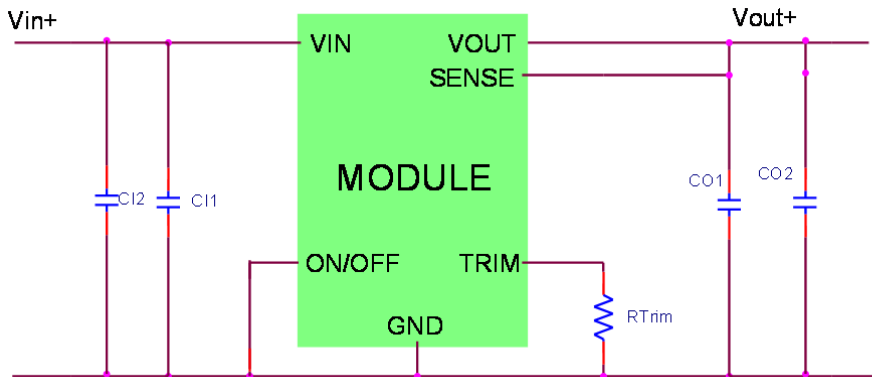 Vin+
Vout+
VIN
VOUT
SENSE
MODULE
CI2
CI1
CO1
CO2
ON/OFF
TRIM
RTrim
GND